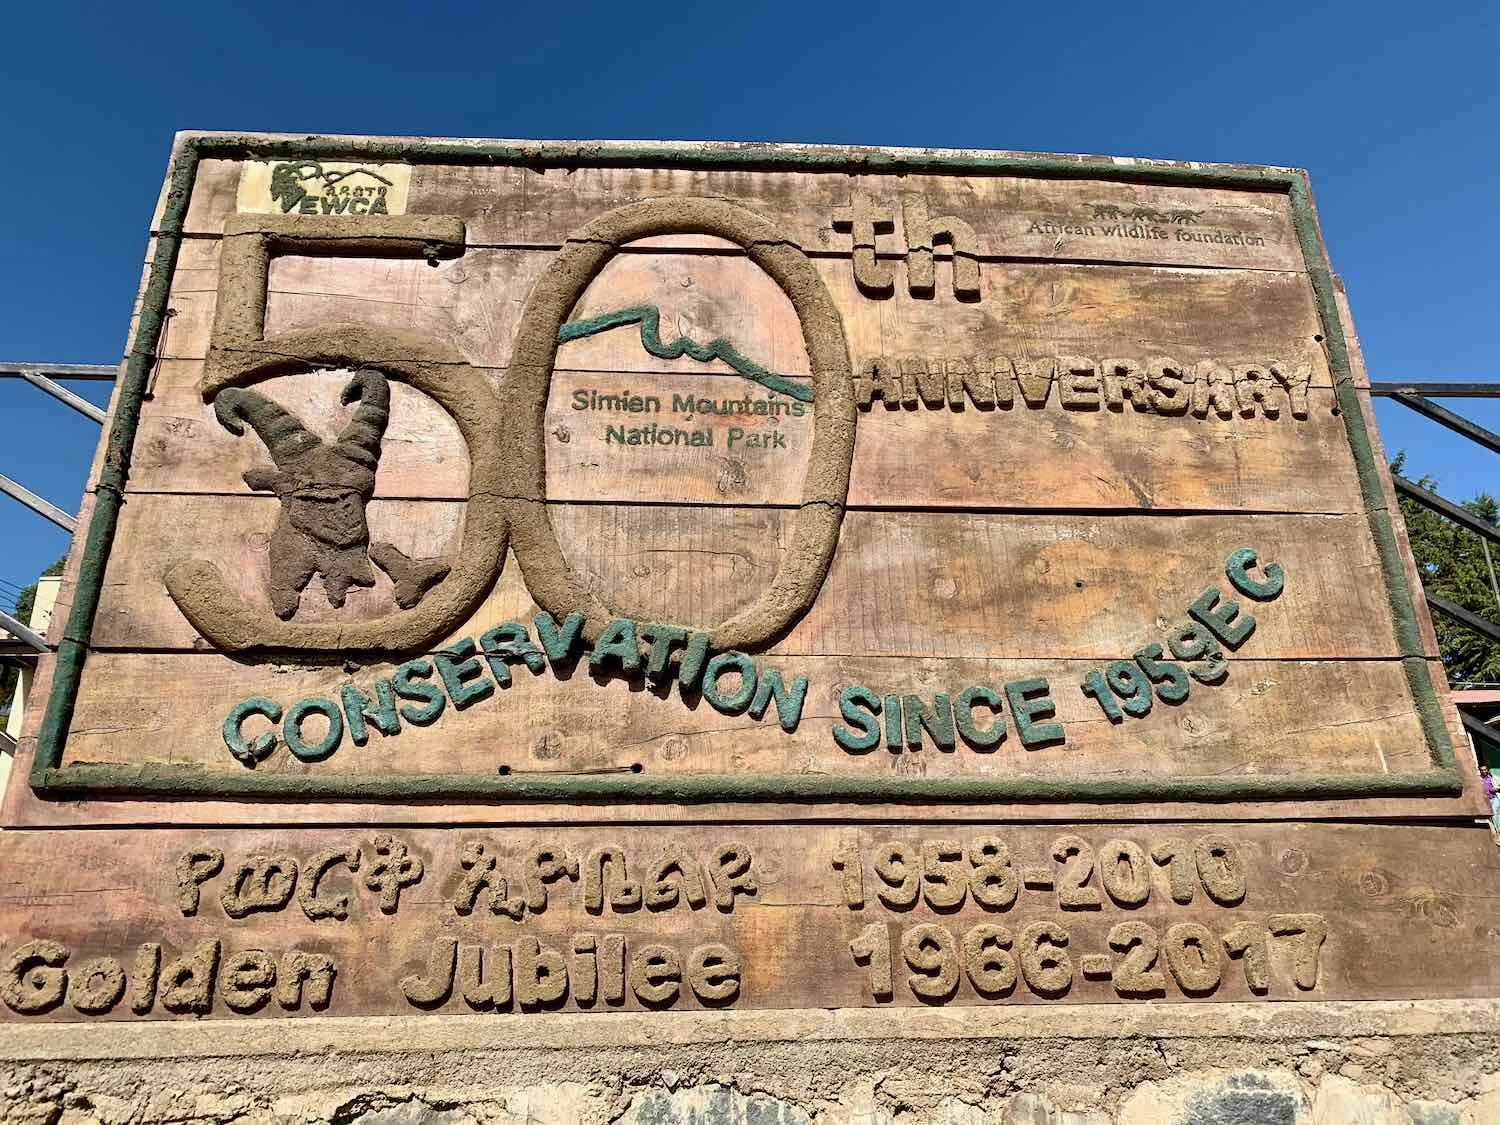 EWCA
50th
African wildlife foundation
ANNIVERSARY
Simien Mountains
National Park
CONSERVATION SINCE 1959 E C
የወርቅ ኢዮቤልዩ 1958-2010
Golden Jubilee 1966-2017